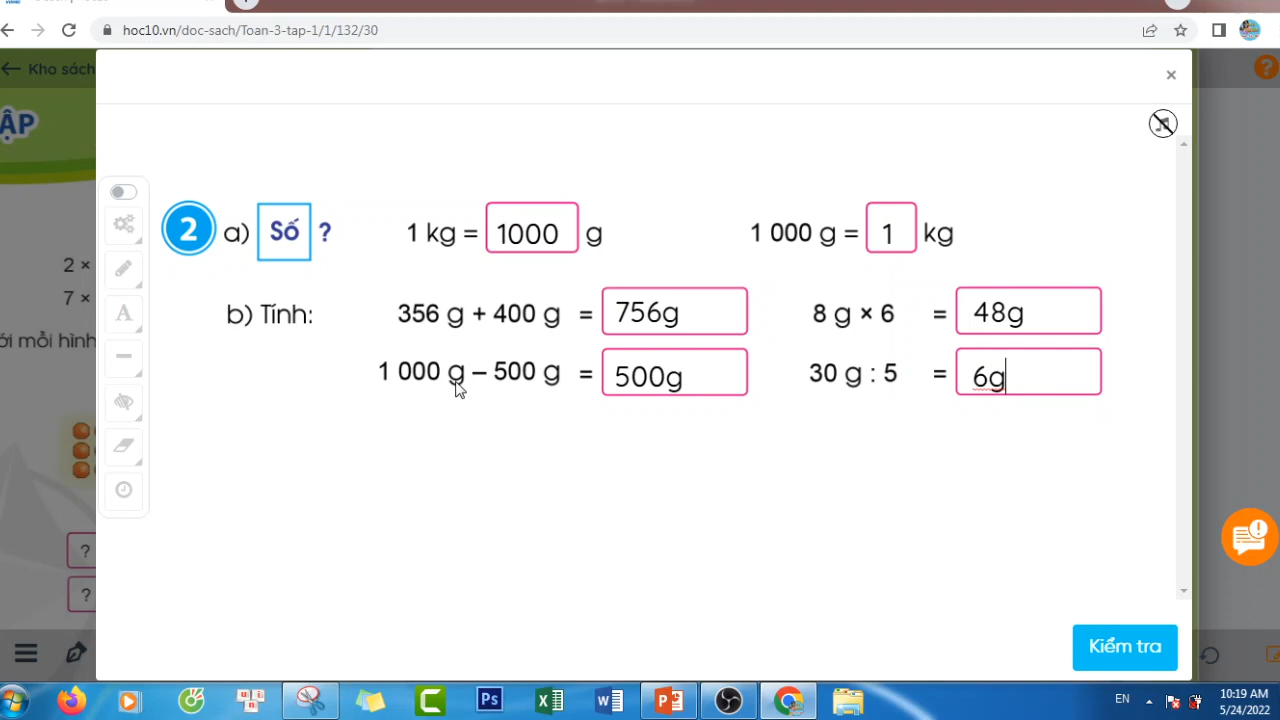 hoc10.vn/doc-sach/Toan-3-tap-1/1/132/30
Kho sách
ẬP
2 a) Số ? 1 kg = 1000 g 1 000 g = 1 kg
2 ×
7 ×
b) Tính: 356 g + 400 g = 756g 8 g × 6 = 48g
ới mỗi hình
1 000 g – 500 g = 500g 30 g : 5 = 6g
?
?
Kiểm tra
EN 10:19 AM
5/24/2022